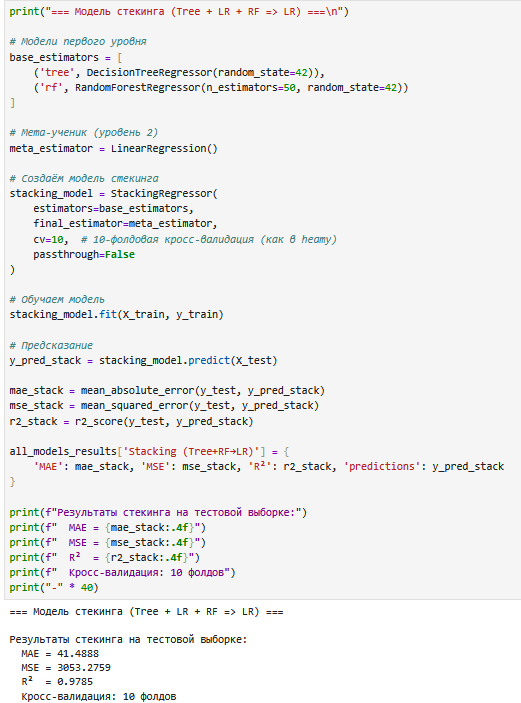 print("=== Модель стекинга (Tree + LR + RF => LR) ===\n")
# Модели первого уровня
base_estimators = [
    ('tree', DecisionTreeRegressor(random_state=42)),
    ('rf', RandomForestRegressor(n_estimators=50, random_state=42))
]
# Мета-ученик (уровень 2)
meta_estimator = LinearRegression()
# Создаём модель стекинга
stacking_model = StackingRegressor(
    estimators=base_estimators,
    final_estimator=meta_estimator,
    cv=10,  # 10-фолдовая кросс-валидация (как в heamy)
    passthrough=False
)
# Обучаем модель
stacking_model.fit(X_train, y_train)
# Предсказание
y_pred_stack = stacking_model.predict(X_test)
mae_stack = mean_absolute_error(y_test, y_pred_stack)
mse_stack = mean_squared_error(y_test, y_pred_stack)
r2_stack = r2_score(y_test, y_pred_stack)
all_models_results['Stacking (Tree+RF→LR)'] = {
    'MAE': mae_stack, 'MSE': mse_stack, 'R²': r2_stack, 'predictions': y_pred_stack
}
print(f"Результаты стекинга на тестовой выборке:")
print(f"  MAE = {mae_stack:.4f}")
print(f"  MSE = {mse_stack:.4f}")
print(f"  R²  = {r2_stack:.4f}")
print(f"  Кросс-валидация: 10 фолдов")
print("-" * 40)
=== Модель стекинга (Tree + LR + RF => LR) ===
Результаты стекинга на тестовой выборке:
  MAE = 41.4888
  MSE = 3053.2759
  R²  = 0.9785
  Кросс-валидация: 10 фолдов